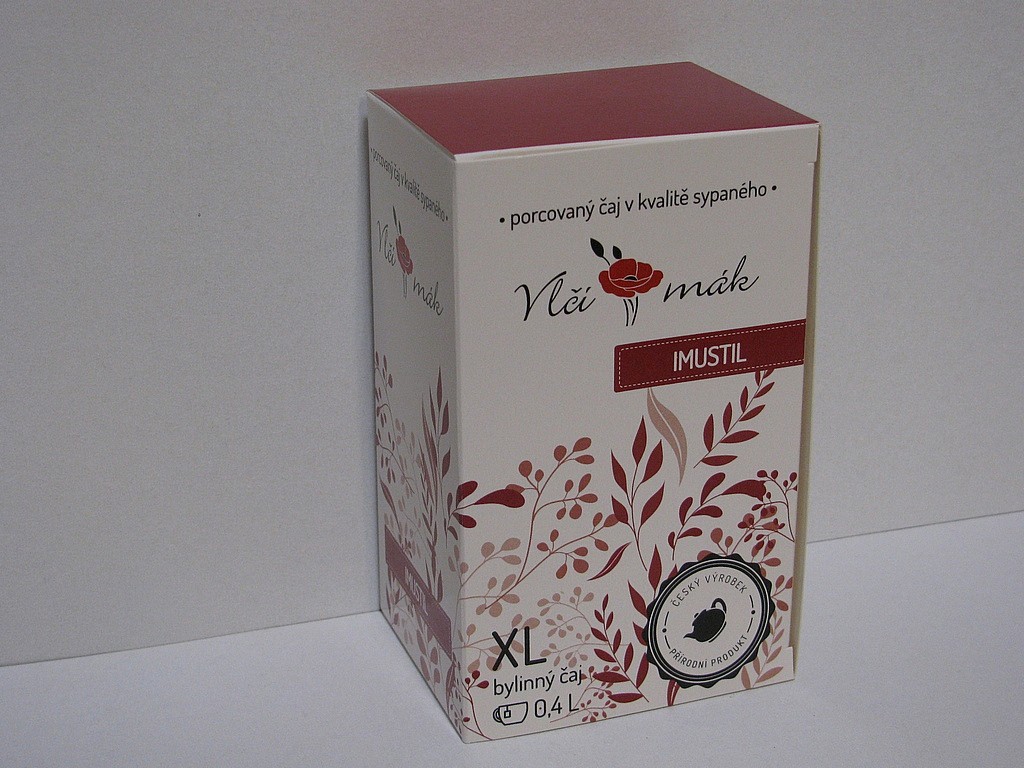 • porcovaný čaj v kvalitě sypaného •
Vlčí mák
IMUSTIL
ČESKÝ VÝROBEK
PŘÍRODNÍ PRODUKT
XL
bylinný čaj
0,4 L
• porcovaný čaj v kvalitě sypaného •
Vlčí mák
IMUSTIL